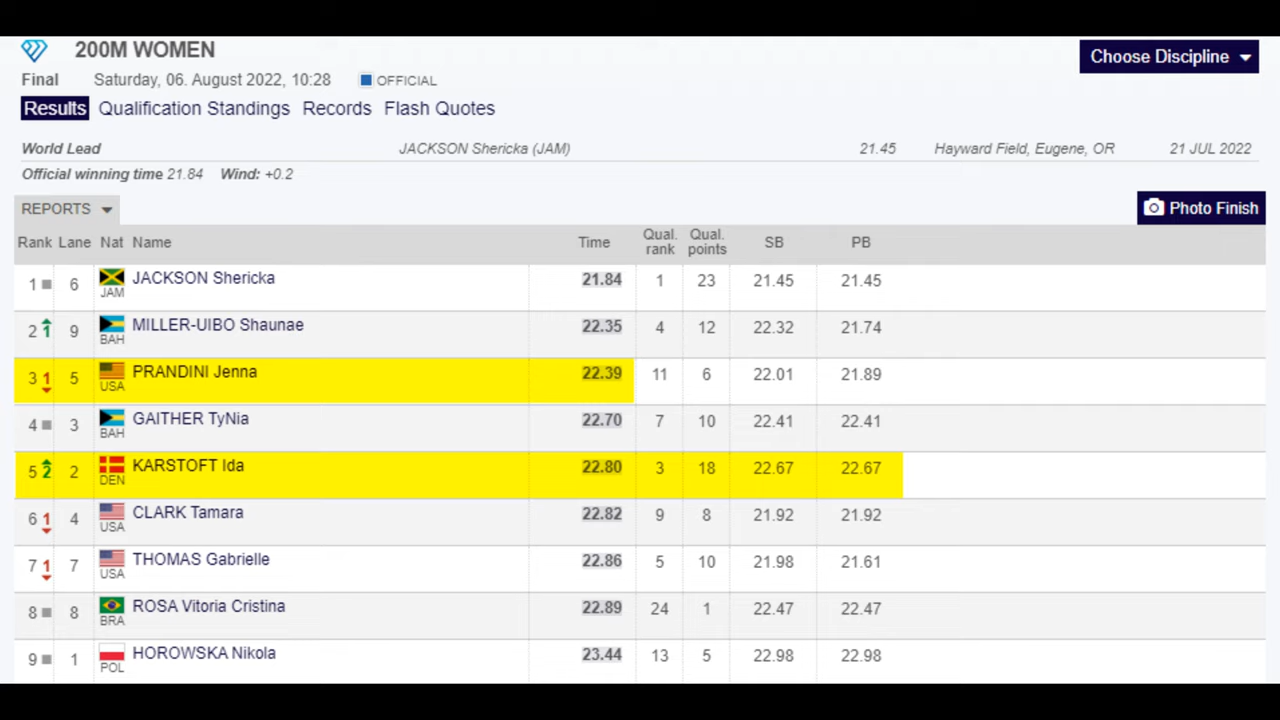 200M WOMEN
Choose Discipline
Final Saturday, 06. August 2022, 10:28 OFFICIAL
Results Qualification Standings Records Flash Quotes
World Lead JACKSON Shericka (JAM) 21.45 Hayward Field, Eugene, OR 21 JUL 2022
Official winning time 21.84 Wind: +0.2
REPORTS
Photo Finish
Rank Lane Nat Name Time Qual. rank Qual. points SB PB
1 6 JAM JACKSON Shericka 21.84 1 23 21.45 21.45
2 1 9 BAH MILLER-UIBO Shaunae 22.35 4 12 22.32 21.74
3 1 5 USA PRANDINI Jenna 22.39 11 6 22.01 21.89
4 3 BAH GAITHER TyNia 22.70 7 10 22.41 22.41
5 2 2 DEN KARSTOFT Ida 22.80 3 18 22.67 22.67
6 1 4 USA CLARK Tamara 22.82 9 8 21.92 21.92
7 1 7 USA THOMAS Gabrielle 22.86 5 10 21.98 21.61
8 8 BRA ROSA Vitoria Cristina 22.89 24 1 22.47 22.47
9 1 POL HOROWSKA Nikola 23.44 13 5 22.98 22.98